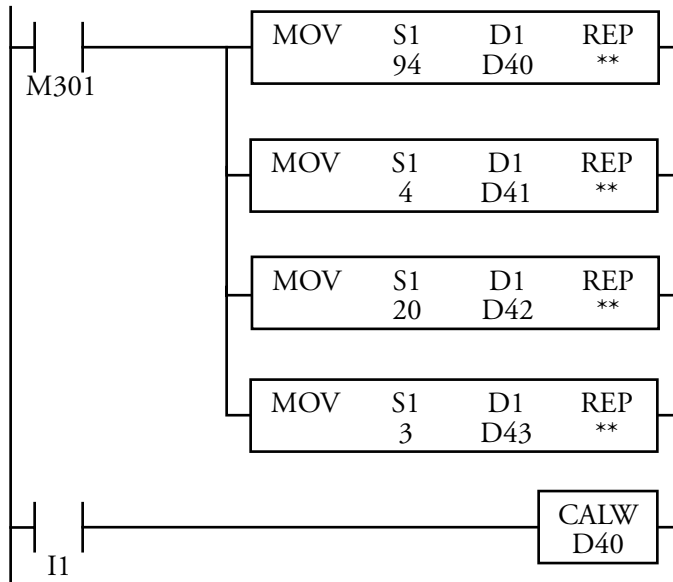 MOV S1 D1 REP
94 D40 **
M301
MOV S1 D1 REP
4 D41 **
MOV S1 D1 REP
20 D42 **
MOV S1 D1 REP
3 D43 **
CALW
D40
I1